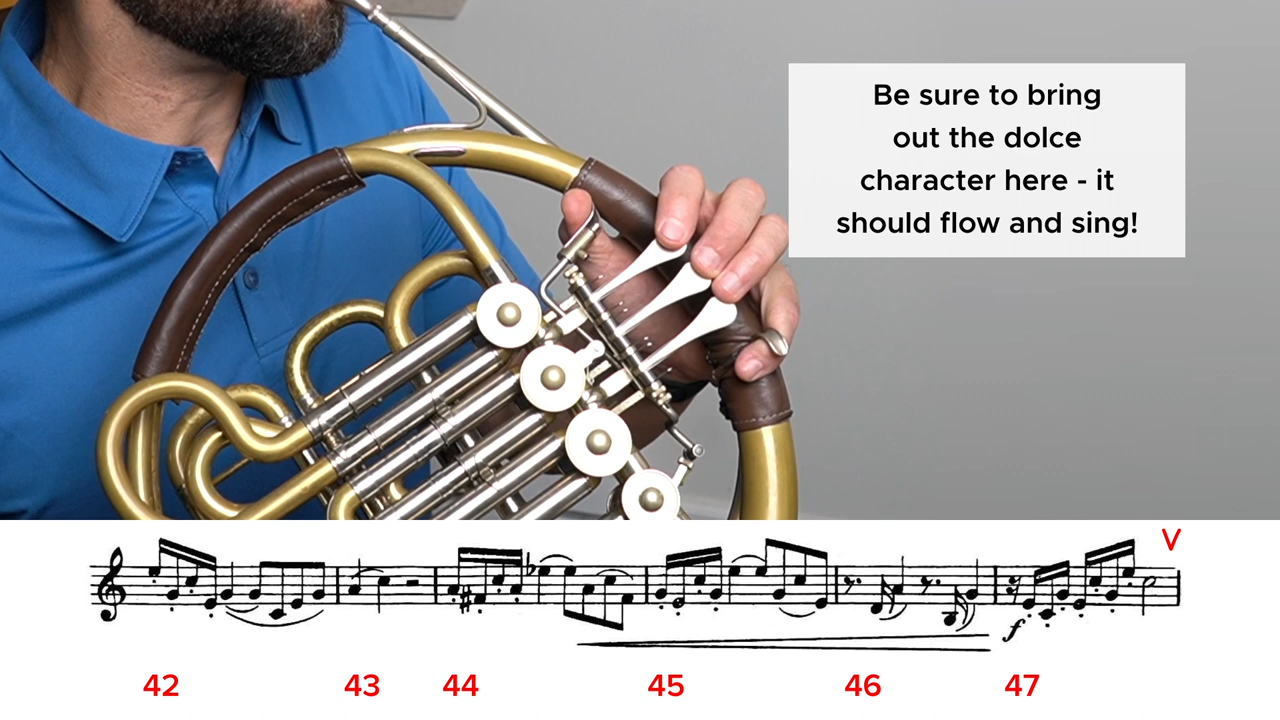 Be sure to bring
out the dolce
character here - it
should flow and sing!
V
f
42 43 44 45 46 47